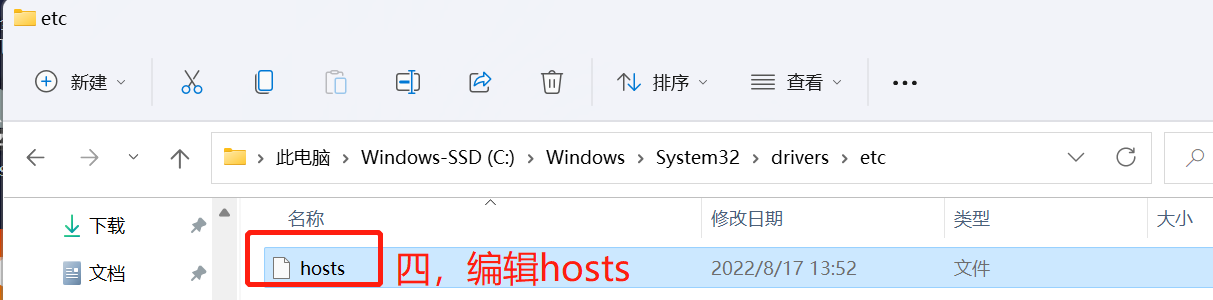 etc
新建 排序 查看
此电脑 Windows-SSD (C:) Windows System32 drivers etc
名称 修改日期 类型 大小
下载
hosts 四，编辑hosts 2022/8/17 13:52 文件
文档